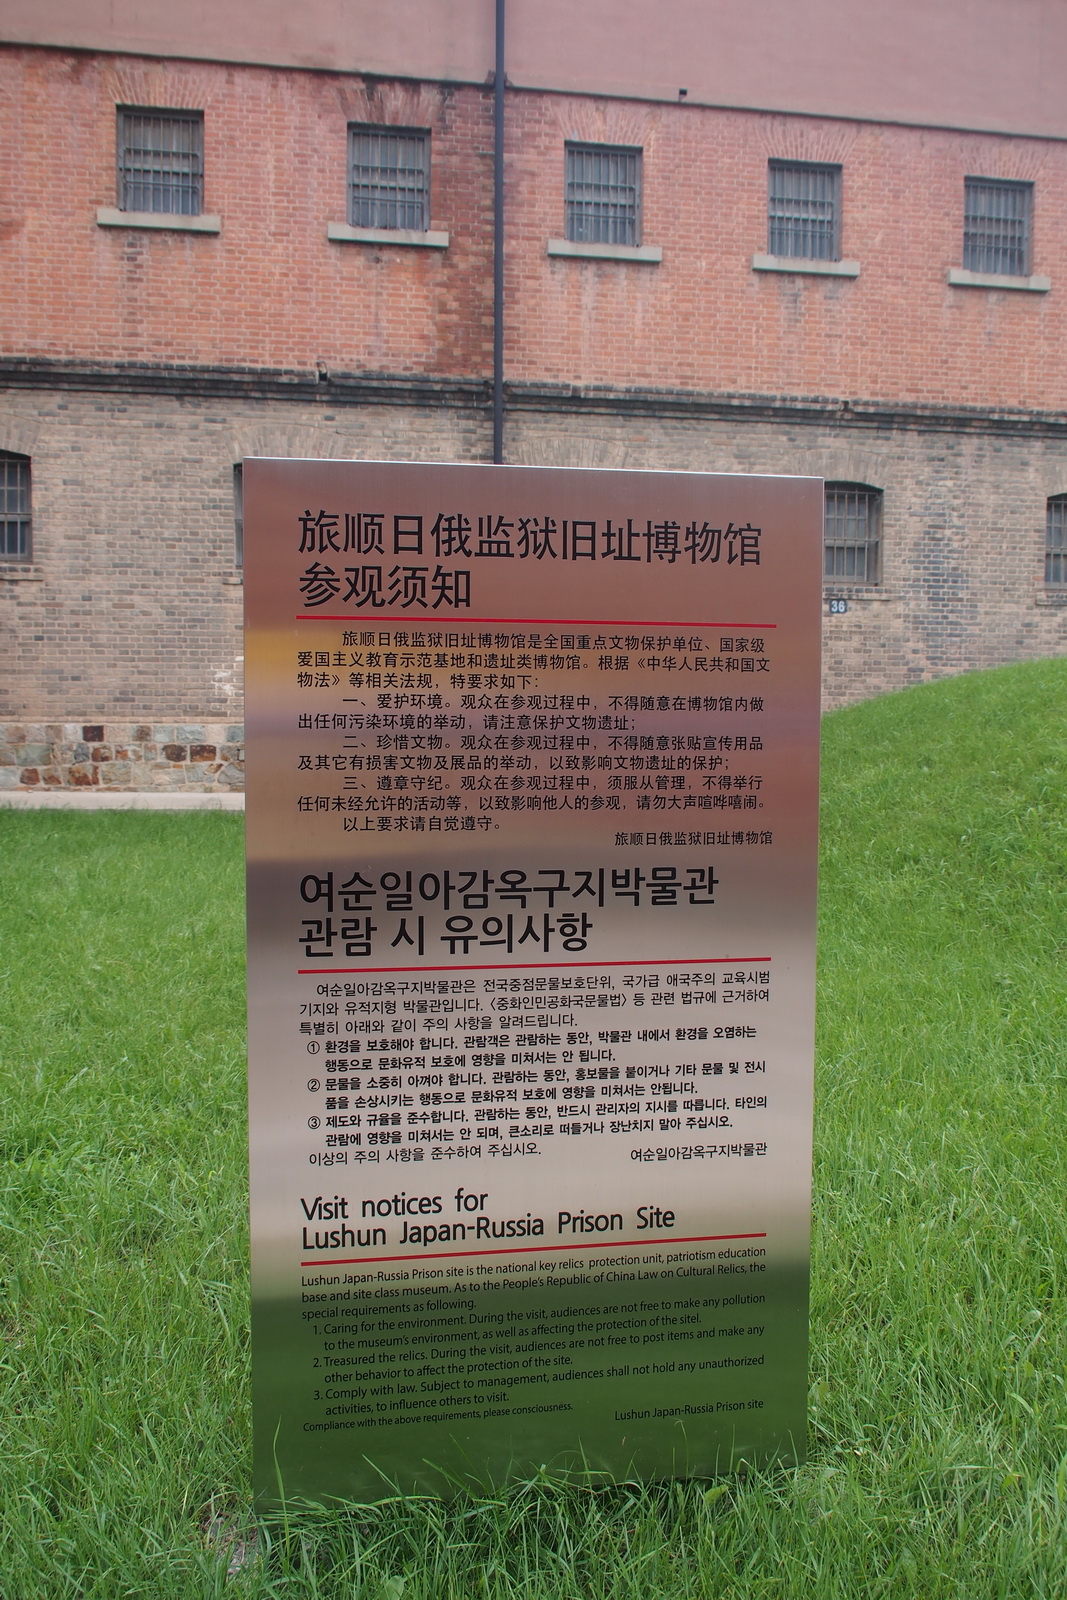 旅顺日俄监狱旧址博物馆
参观须知
旅顺日俄监狱旧址博物馆是全国重点文物保护单位、国家级
爱国主义教育示范基地和遗址类博物馆。根据《中华人民共和国文
物法》等相关法规，特要求如下：
一、爱护环境。观众在参观过程中，不得随意在博物馆内做
出任何污染环境的举动，请注意保护文物遗址；
二、珍惜文物。观众在参观过程中，不得随意张贴宣传用品
及其它有损害文物及展品的举动，以致影响文物遗址的保护；
三、遵章守纪。观众在参观过程中，须服从管理，不得举行
任何未经允许的活动等，以致影响他人的参观，请勿大声喧哗嘻闹。
以上要求请自觉遵守。
旅顺日俄监狱旧址博物馆
여순일아감옥구지박물관
관람 시 유의사항
여순일아감옥구지박물관은 전국중점문물보호단위, 국가급 애국주의 교육시범
기지와 유적지형 박물관입니다. 〈중화인민공화국문물법〉 등 관련 법규에 근거하여
특별히 아래와 같이 주의 사항을 알려드립니다.
① 환경을 보호해야 합니다. 관람객은 관람하는 동안, 박물관 내에서 환경을 오염하는
행동으로 문화유적 보호에 영향을 미쳐서는 안 됩니다.
② 문물을 소중히 아껴야 합니다. 관람하는 동안, 홍보물을 붙이거나 기타 문물 및 전시
품을 손상시키는 행동으로 문화유적 보호에 영향을 미쳐서는 안됩니다.
③ 제도와 규율을 준수합니다. 관람하는 동안, 반드시 관리자의 지시를 따릅니다. 타인의
관람에 영향을 미쳐서는 안 되며, 큰소리로 떠들거나 장난치지 말아 주십시오.
이상의 주의 사항을 준수하여 주십시오.
여순일아감옥구지박물관
Visit notices for
Lushun Japan-Russia Prison Site
Lushun Japan-Russia Prison site is the national key relics protection unit, patriotism education
base and site class museum. As to the People's Republic of China Law on Cultural Relics, the
special requirements as following.
1. Caring for the environment. During the visit, audiences are not free to make any pollution
to the museum's environment, as well as affecting the protection of the sitel.
2. Treasured the relics. During the visit, audiences are not free to post items and make any
other behavior to affect the protection of the site.
3. Comply with law. Subject to management, audiences shall not hold any unauthorized
activities, to influence others to visit.
Compliance with the above requirements, please consciousness.
Lushun Japan-Russia Prison site
36